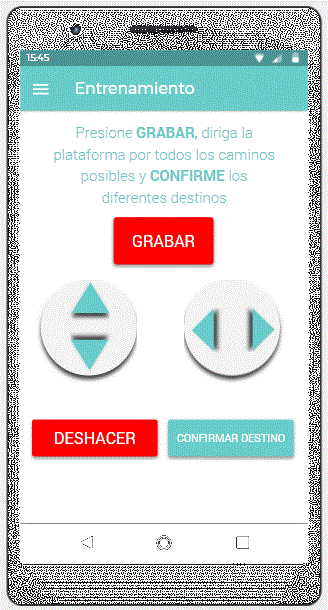 15:45
Entrenamiento
Presione GRABAR, diriga la
plataforma por todos los caminos
posibles y CONFIRME los
diferentes destinos
GRABAR
DESHACER
CONFIRMAR DESTINO